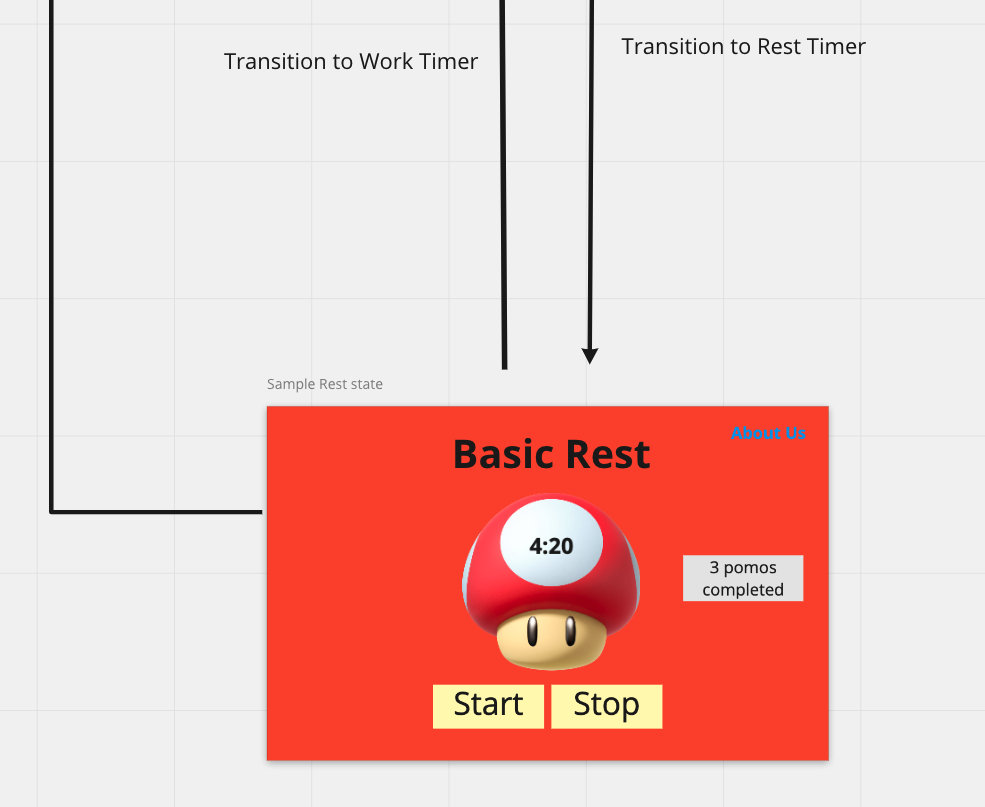 Transition to Work Timer
Transition to Rest Timer
Sample Rest state
About Us
Basic Rest
4:20
3 pomos
completed
Start
Stop